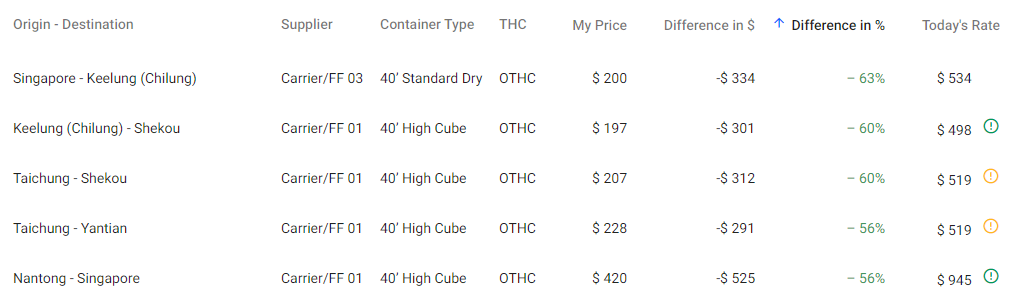 Origin - Destination Supplier Container Type THC My Price Difference in $ ↑ Difference in % Today's Rate
Singapore - Keelung (Chilung) Carrier/FF 03 40’ Standard Dry OTHC $ 200 -$ 334 – 63% $ 534
Keelung (Chilung) - Shekou Carrier/FF 01 40’ High Cube OTHC $ 197 -$ 301 – 60% $ 498
Taichung - Shekou Carrier/FF 01 40’ High Cube OTHC $ 207 -$ 312 – 60% $ 519
Taichung - Yantian Carrier/FF 01 40’ High Cube OTHC $ 228 -$ 291 – 56% $ 519
Nantong - Singapore Carrier/FF 01 40’ High Cube OTHC $ 420 -$ 525 – 56% $ 945